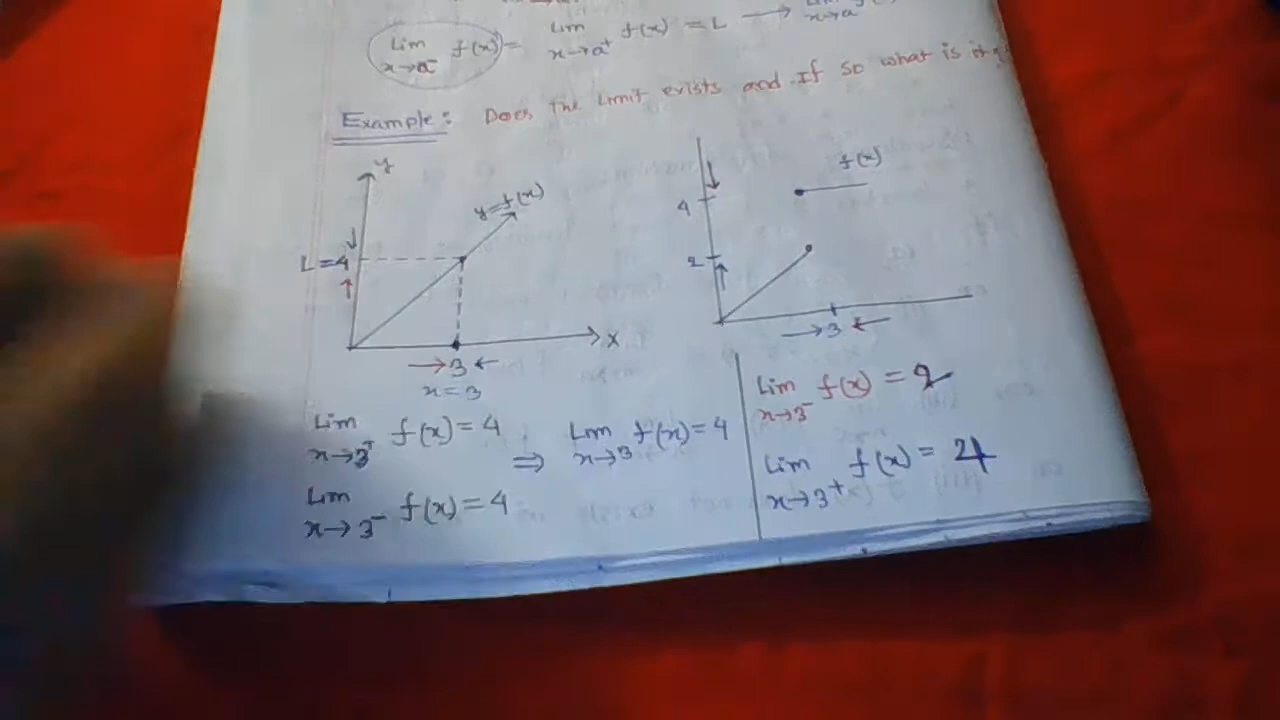 Lim f(x) = Lim f(x) = L →
x→a⁻ x→a⁺ x→a
Example: Does the limit exists and If so what is it
y
y=f(x)
L=4
→3←
x=3
x
f(x)
4
2
→3←
Lim f(x) = 4
x→3⁺
⇒ Lim f(x) = 4
x→3
Lim f(x) = 4
x→3⁻
Lim f(x) = 2
x→3⁻
Lim f(x) = 4
x→3⁺